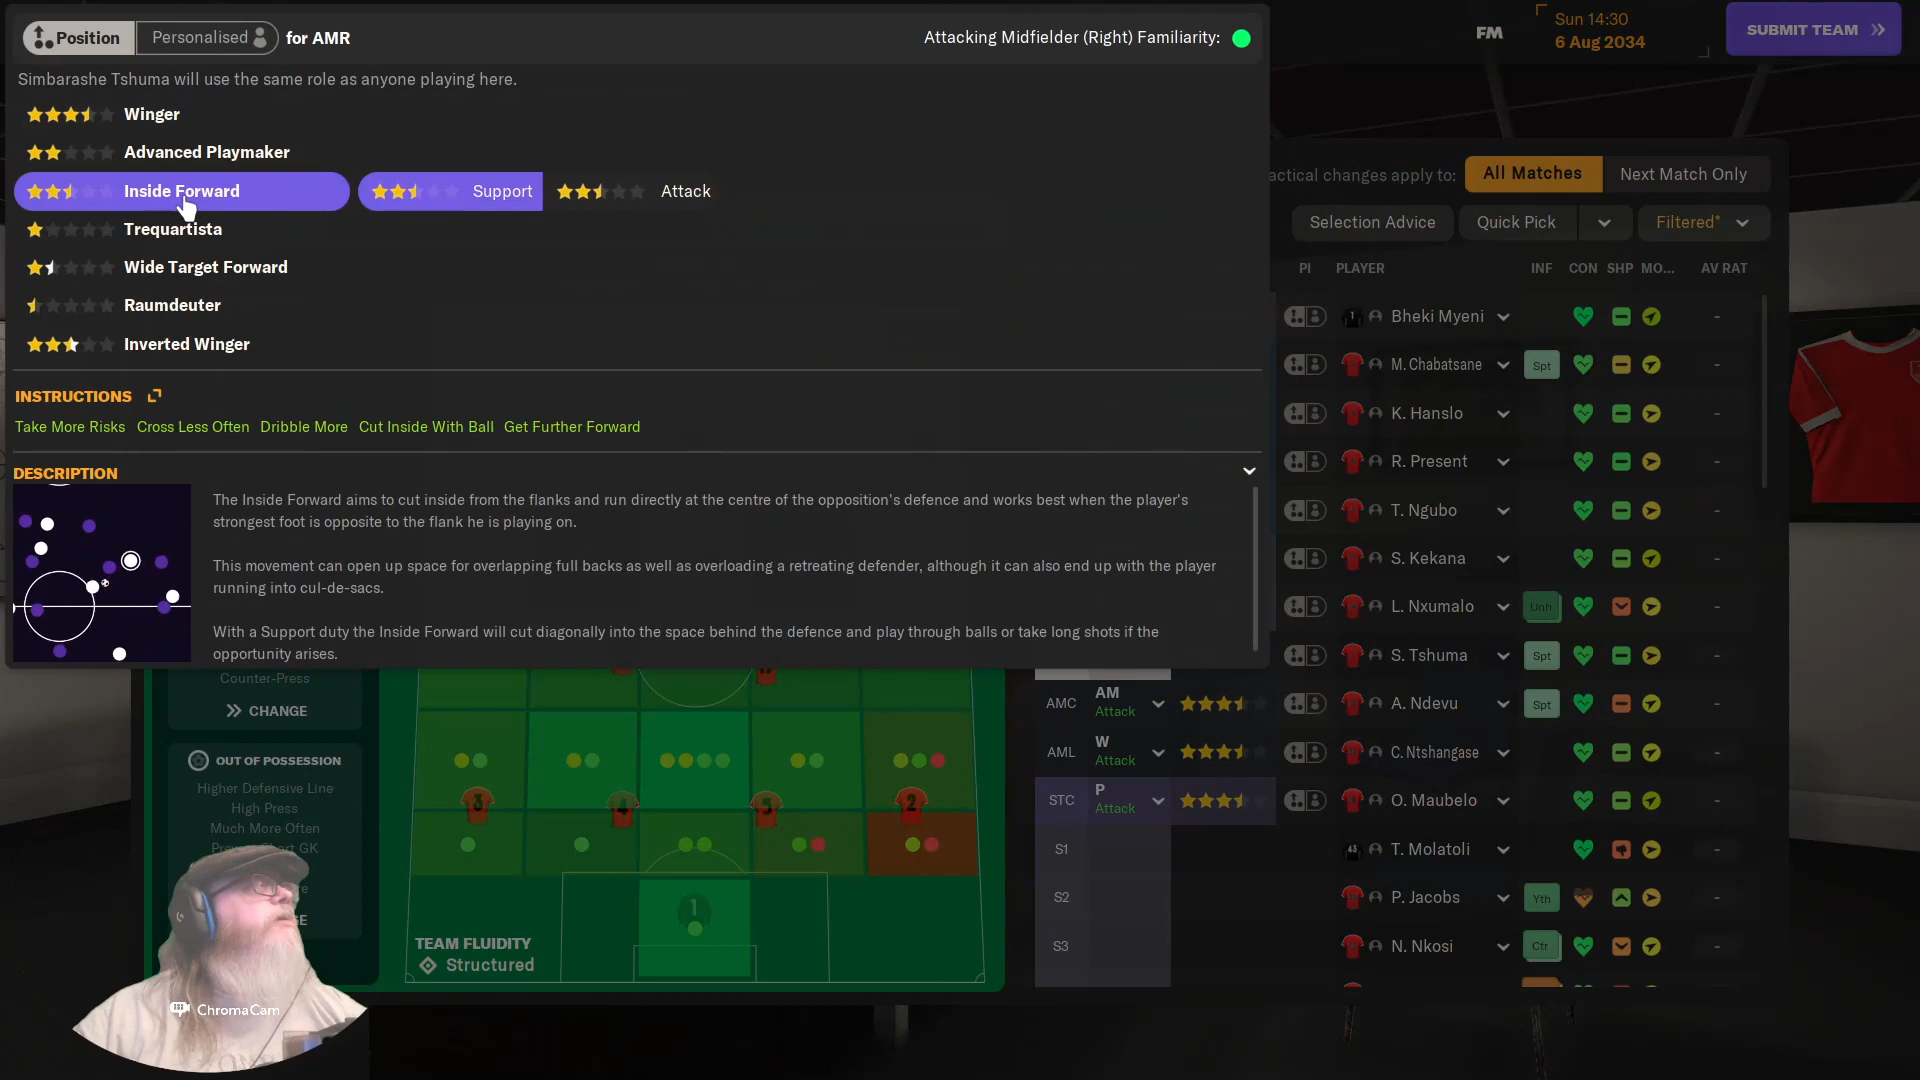 Position Personalised for AMR
Attacking Midfielder (Right) Familiarity:
FM
Sun 14:30
6 Aug 2034
SUBMIT TEAM
Simbarashe Tshuma will use the same role as anyone playing here.
Winger
Advanced Playmaker
Inside Forward Support Attack
Trequartista
Wide Target Forward
Raumdeuter
Inverted Winger
INSTRUCTIONS
Take More Risks Cross Less Often Dribble More Cut Inside With Ball Get Further Forward
DESCRIPTION
The Inside Forward aims to cut inside from the flanks and run directly at the centre of the opposition's defence and works best when the player's
strongest foot is opposite to the flank he is playing on.
This movement can open up space for overlapping full backs as well as overloading a retreating defender, although it can also end up with the player
running into cul-de-sacs.
With a Support duty the Inside Forward will cut diagonally into the space behind the defence and play through balls or take long shots if the
opportunity arises.
actical changes apply to: All Matches Next Match Only
Selection Advice Quick Pick Filtered*
PI PLAYER INF CON SHP MO... AV RAT
1 Bheki Myeni -
M. Chabatsane Spt -
K. Hanslo -
R. Present -
T. Ngubo -
S. Kekana -
L. Nxumalo Unh -
S. Tshuma Spt -
AMC AM Attack A. Ndevu Spt -
AML W Attack C. Ntshangase -
STC P Attack O. Maubelo -
S1 43 T. Molatoli -
S2 P. Jacobs Yth -
S3 N. Nkosi Ctr -
Counter-Press
CHANGE
OUT OF POSSESSION
Higher Defensive Line
High Press
Much More Often
3 4 5 2
1
TEAM FLUIDITY
Structured
ChromaCam